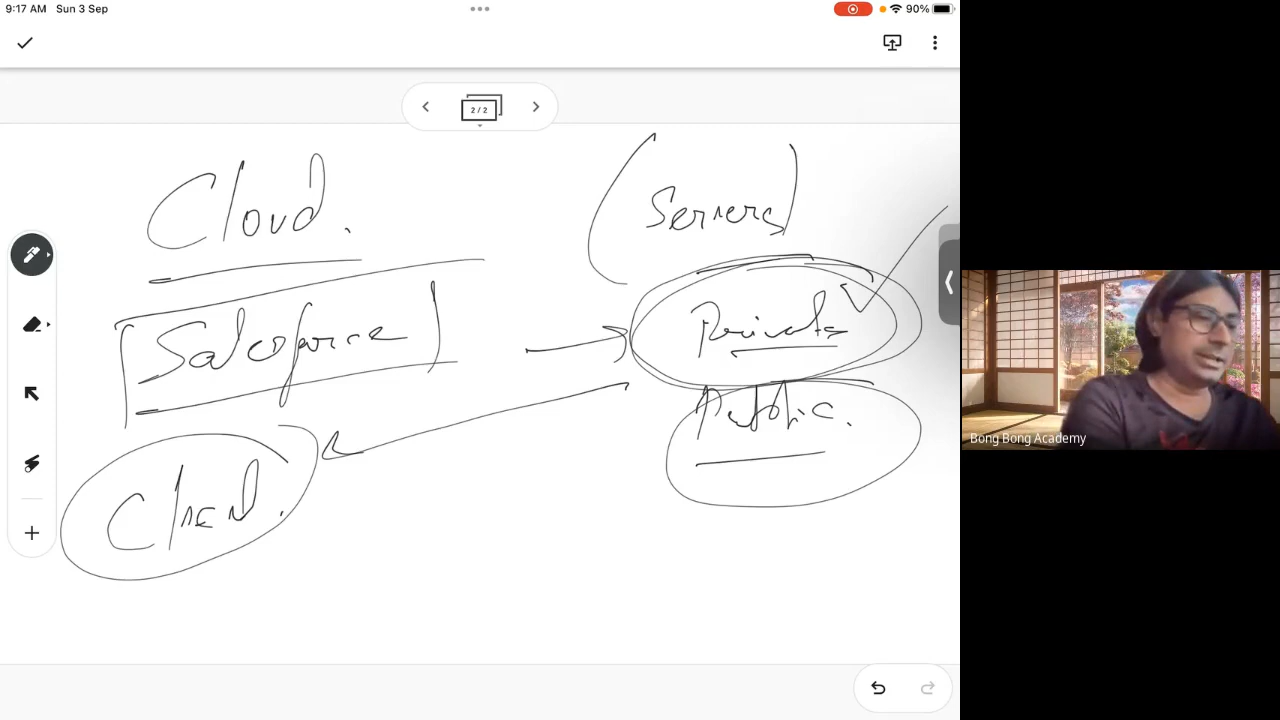 9:17 AM Sun 3 Sep
90%
2/2
Cloud.
(Servers)
Salesforce
Private
Public.
Client.
Bong Bong Academy